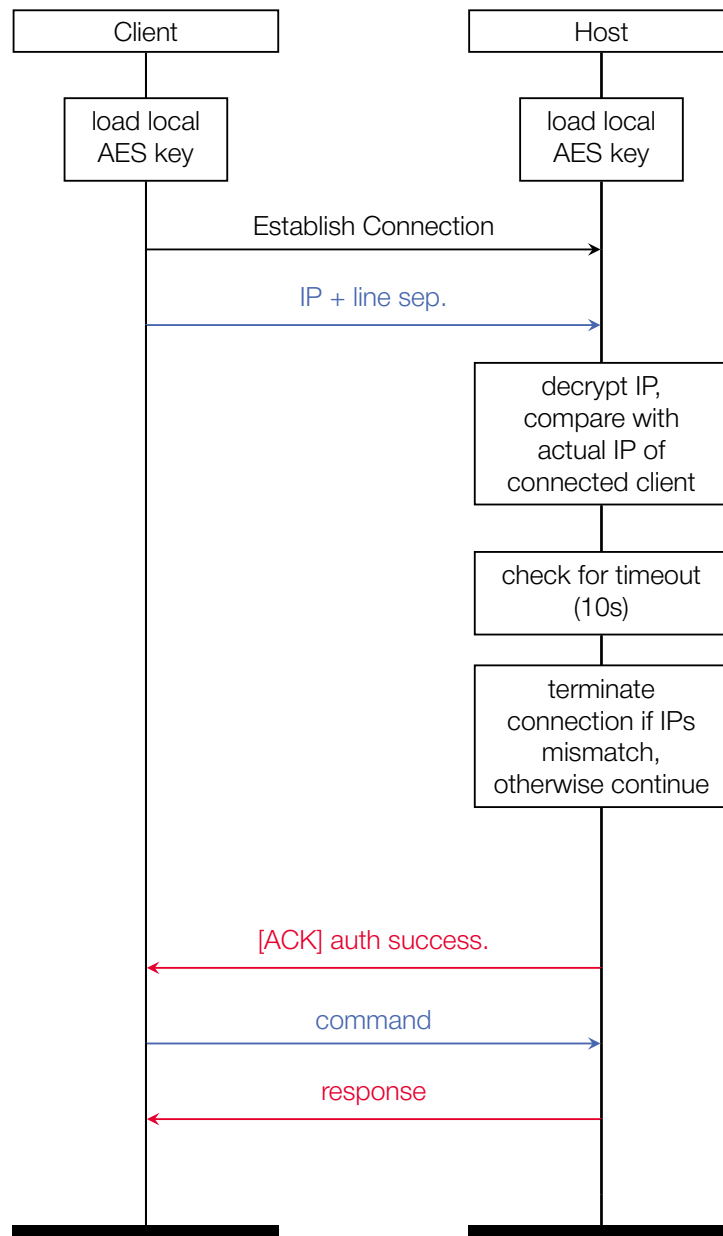 Client
Host
load local
AES key
load local
AES key
Establish Connection
IP + line sep.
decrypt IP,
compare with
actual IP of
connected client
check for timeout
(10s)
terminate
connection if IPs
mismatch,
otherwise continue
[ACK] auth success.
command
response